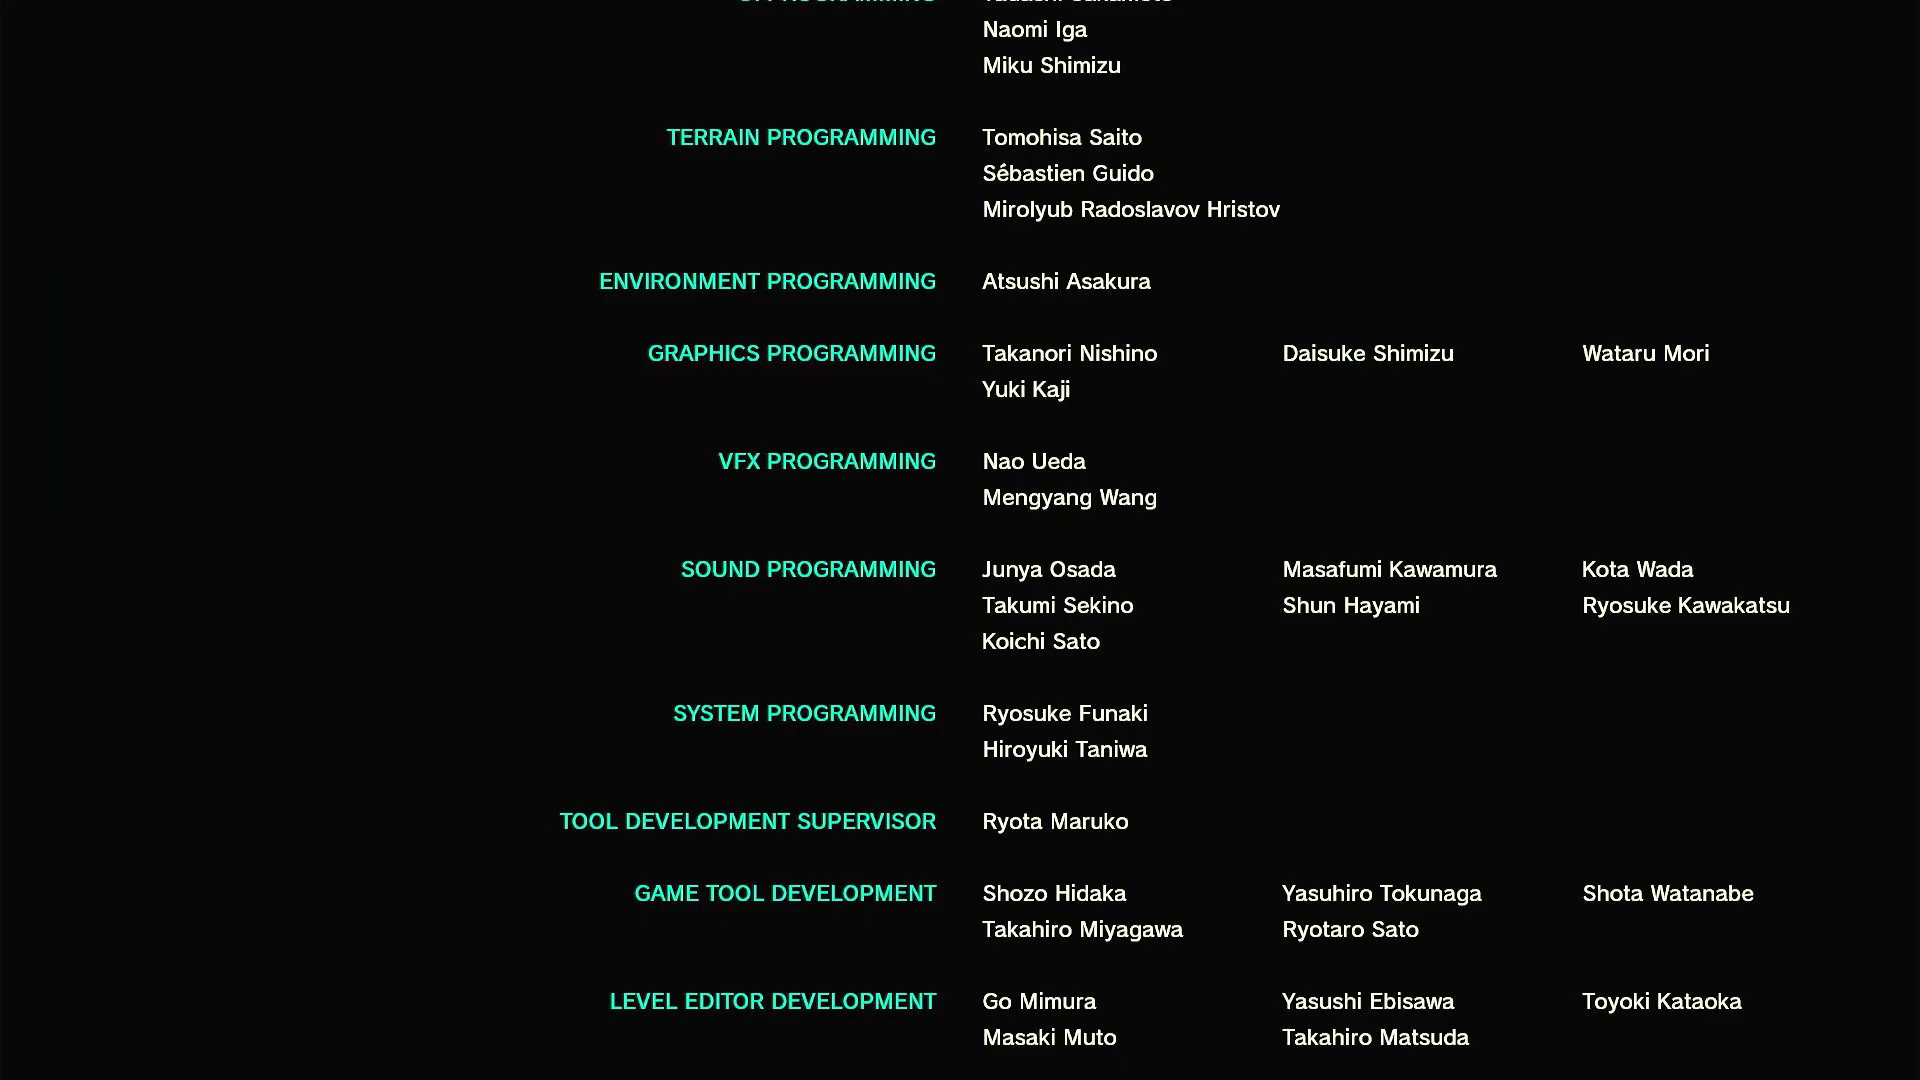 Naomi Iga
Miku Shimizu
TERRAIN PROGRAMMING Tomohisa Saito
Sébastien Guido
Mirolyub Radoslavov Hristov
ENVIRONMENT PROGRAMMING Atsushi Asakura
GRAPHICS PROGRAMMING Takanori Nishino Daisuke Shimizu Wataru Mori
Yuki Kaji
VFX PROGRAMMING Nao Ueda
Mengyang Wang
SOUND PROGRAMMING Junya Osada Masafumi Kawamura Kota Wada
Takumi Sekino Shun Hayami Ryosuke Kawakatsu
Koichi Sato
SYSTEM PROGRAMMING Ryosuke Funaki
Hiroyuki Taniwa
TOOL DEVELOPMENT SUPERVISOR Ryota Maruko
GAME TOOL DEVELOPMENT Shozo Hidaka Yasuhiro Tokunaga Shota Watanabe
Takahiro Miyagawa Ryotaro Sato
LEVEL EDITOR DEVELOPMENT Go Mimura Yasushi Ebisawa Toyoki Kataoka
Masaki Muto Takahiro Matsuda